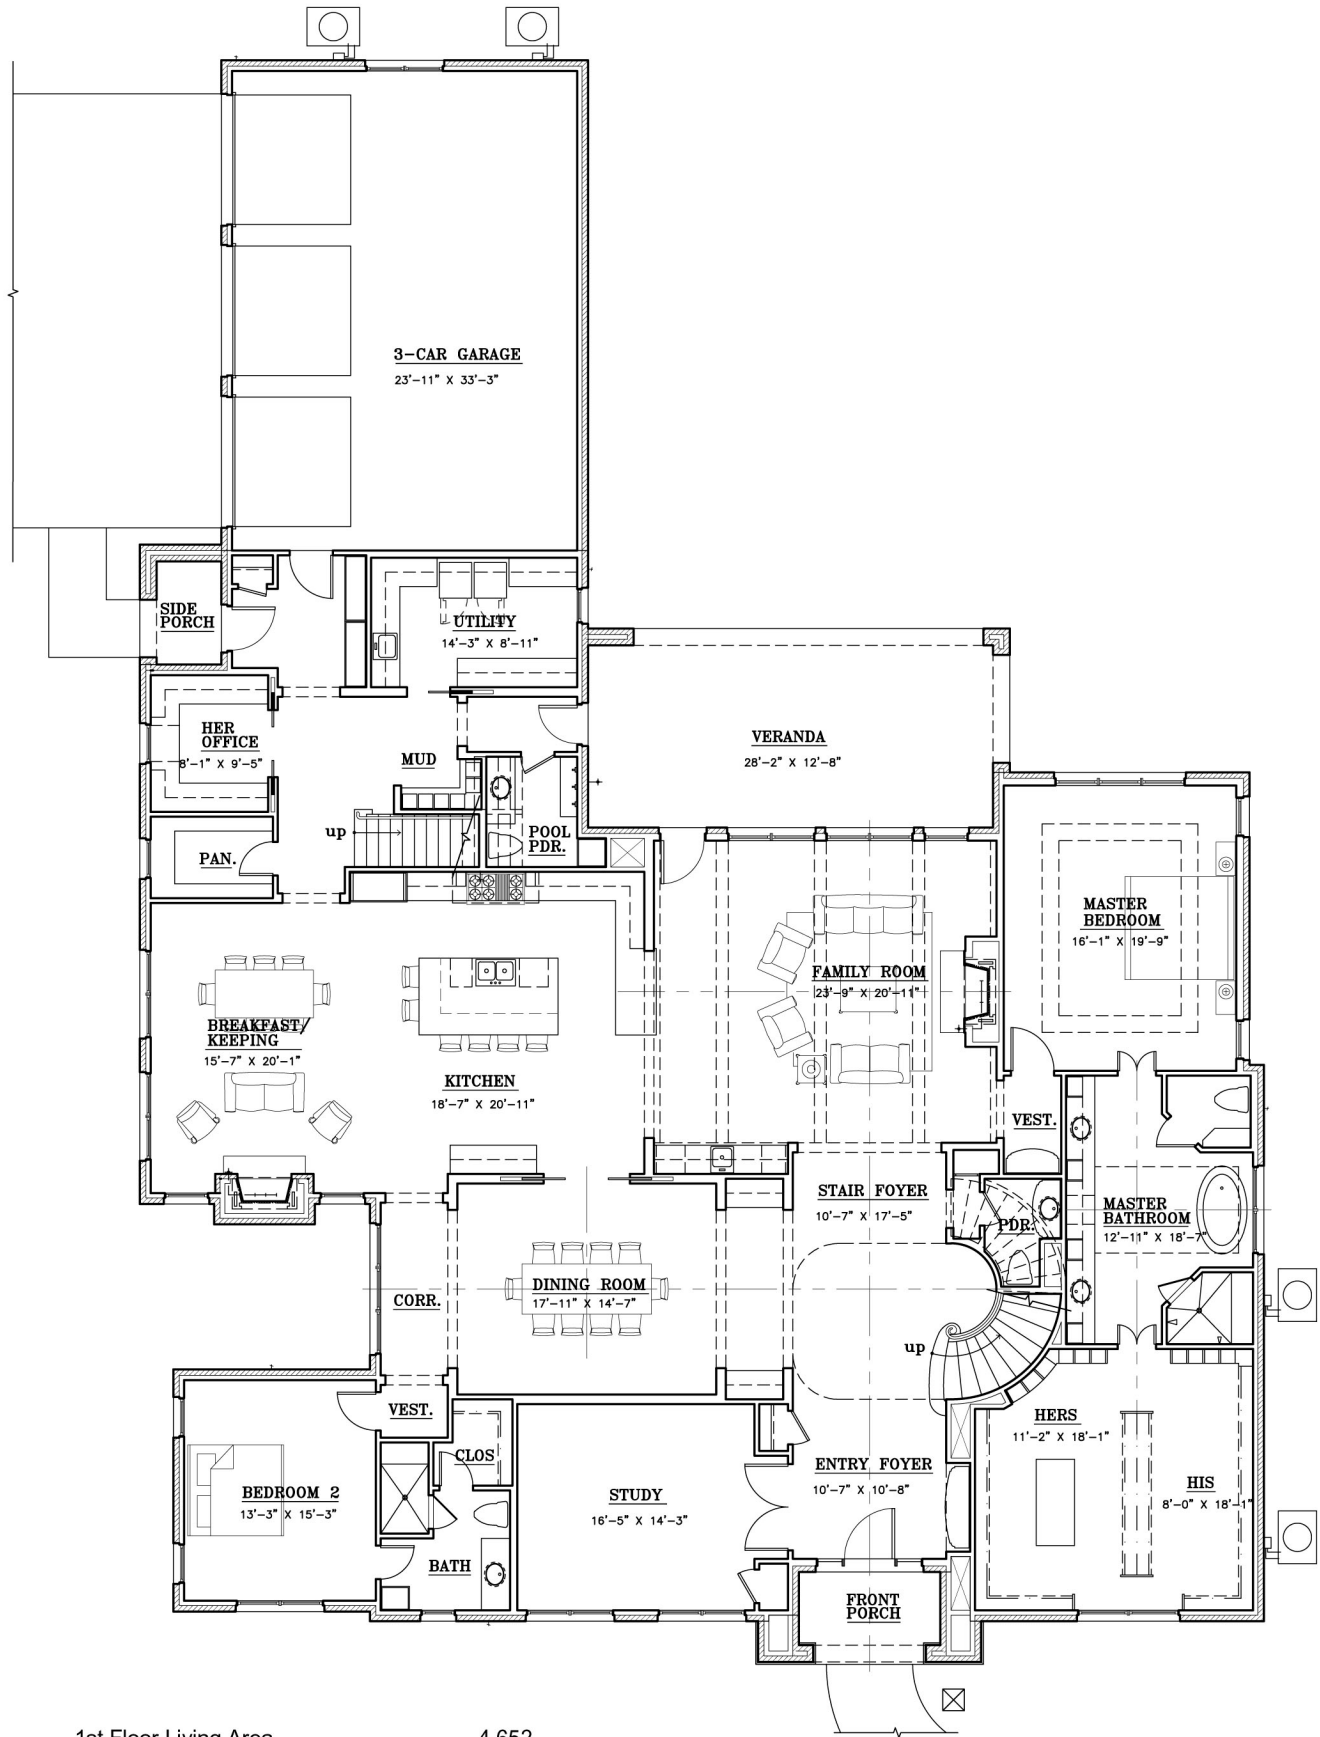 3-CAR GARAGE
23'-11" X 33'-3"
SIDE
PORCH
UTILITY
14'-3" X 8'-11"
HER
OFFICE
8'-1" X 9'-5"
MUD
VERANDA
28'-2" X 12'-8"
up
POOL
PDR.
PAN.
MASTER
BEDROOM
16'-1" X 19'-9"
FAMILY ROOM
23'-9" X 20'-11"
BREAKFAST/
KEEPING
15'-7" X 20'-1"
KITCHEN
18'-7" X 20'-11"
VEST.
STAIR FOYER
10'-7" X 17'-5"
PDR.
MASTER
BATHROOM
12'-11" X 18'-7"
DINING ROOM
17'-11" X 14'-7"
CORR.
up
VEST.
HERS
11'-2" X 18'-1"
CLOS
ENTRY FOYER
10'-7" X 10'-8"
HIS
8'-0" X 18'-1"
BEDROOM 2
13'-3" X 15'-3"
STUDY
16'-5" X 14'-3"
BATH
FRONT
PORCH
1st Floor Living Area 4,652